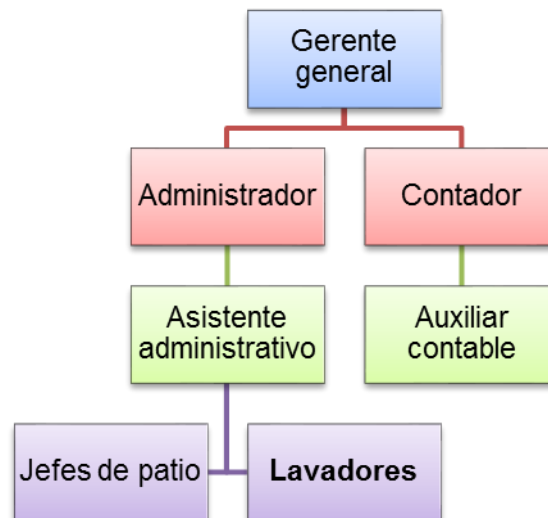 Gerente
general
Administrador
Contador
Asistente
administrativo
Auxiliar
contable
Jefes de patio
Lavadores